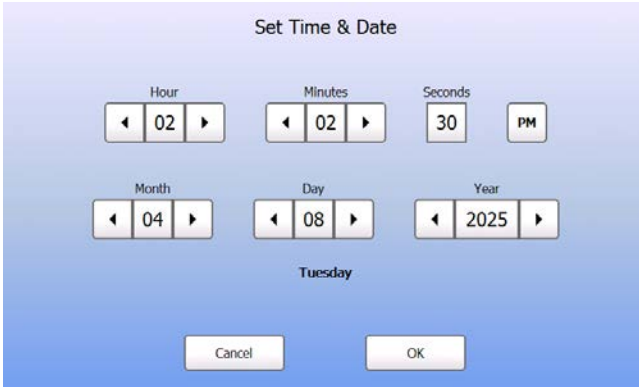 Set Time & Date
Hour Minutes Seconds
02 02 30 PM
Month Day Year
04 08 2025
Tuesday
Cancel OK